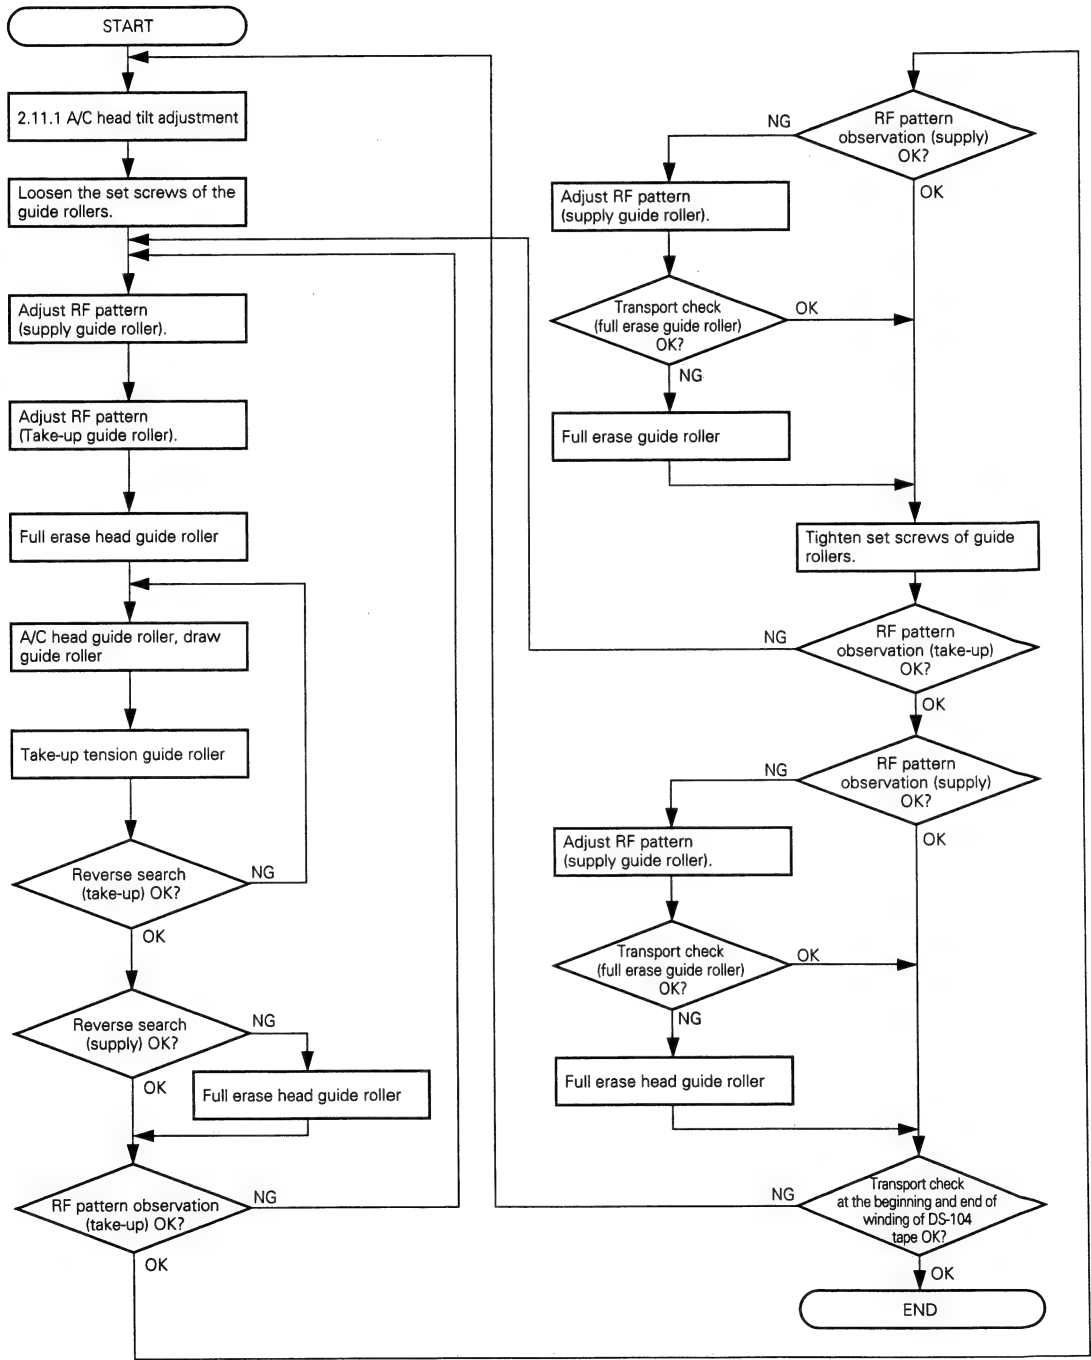 START
2.11.1 A/C head tilt adjustment
Loosen the set screws of the
guide rollers.
Adjust RF pattern
(supply guide roller).
Adjust RF pattern
(Take-up guide roller).
Full erase head guide roller
A/C head guide roller, draw
guide roller
Take-up tension guide roller
Reverse search
(take-up) OK?
NG
OK
Reverse search
(supply) OK?
NG
OK
Full erase head guide roller
RF pattern observation
(take-up) OK?
NG
OK
RF pattern
observation (supply)
OK?
NG
OK
Adjust RF pattern
(supply guide roller).
Transport check
(full erase guide roller)
OK?
OK
NG
Full erase guide roller
Tighten set screws of guide
rollers.
RF pattern
observation (take-up)
OK?
NG
OK
RF pattern
observation (supply)
OK?
NG
OK
Adjust RF pattern
(supply guide roller).
Transport check
(full erase guide roller)
OK?
OK
NG
Full erase head guide roller
Transport check
at the beginning and end of
winding of DS-104
tape OK?
NG
OK
END